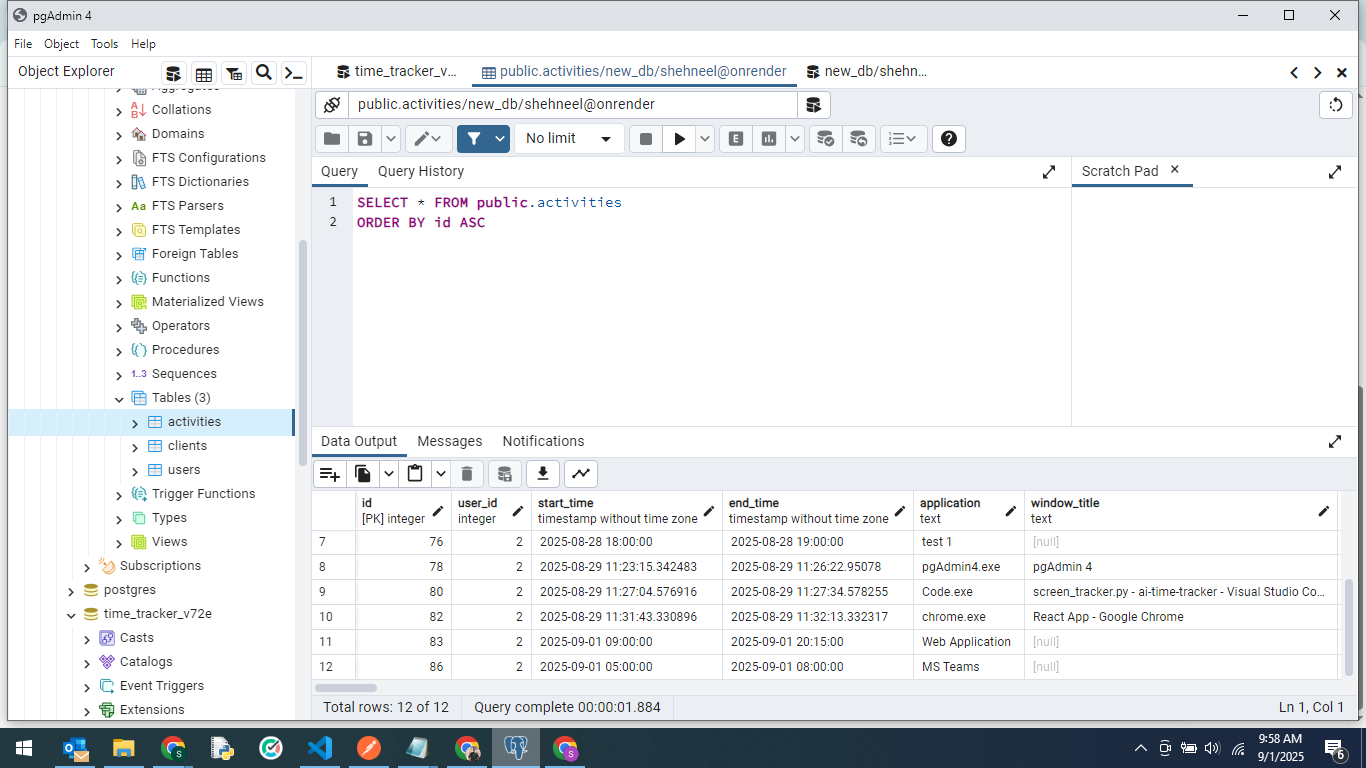 pgAdmin 4
File Object Tools Help
Object Explorer
time_tracker_v...
public.activities/new_db/shehneel@onrender
new_db/shehn...
public.activities/new_db/shehneel@onrender
No limit
E
Query Query History
Scratch Pad
1 SELECT * FROM public.activities
2 ORDER BY id ASC
Aggregates
Collations
Domains
FTS Configurations
FTS Dictionaries
Aa FTS Parsers
FTS Templates
Foreign Tables
Functions
Materialized Views
Operators
Procedures
1..3 Sequences
Tables (3)
activities
clients
users
Trigger Functions
Types
Views
Subscriptions
postgres
time_tracker_v72e
Casts
Catalogs
Event Triggers
Extensions
Data Output Messages Notifications
id user_id start_time end_time application window_title
[PK] integer integer timestamp without time zone timestamp without time zone text text
7 76 2 2025-08-28 18:00:00 2025-08-28 19:00:00 test 1 [null]
8 78 2 2025-08-29 11:23:15.342483 2025-08-29 11:26:22.95078 pgAdmin4.exe pgAdmin 4
9 80 2 2025-08-29 11:27:04.576916 2025-08-29 11:27:34.578255 Code.exe screen_tracker.py - ai-time-tracker - Visual Studio Co...
10 82 2 2025-08-29 11:31:43.330896 2025-08-29 11:32:13.332317 chrome.exe React App - Google Chrome
11 83 2 2025-09-01 09:00:00 2025-09-01 20:15:00 Web Application [null]
12 86 2 2025-09-01 05:00:00 2025-09-01 08:00:00 MS Teams [null]
Total rows: 12 of 12 Query complete 00:00:01.884 Ln 1, Col 1
9:58 AM
9/1/2025
6